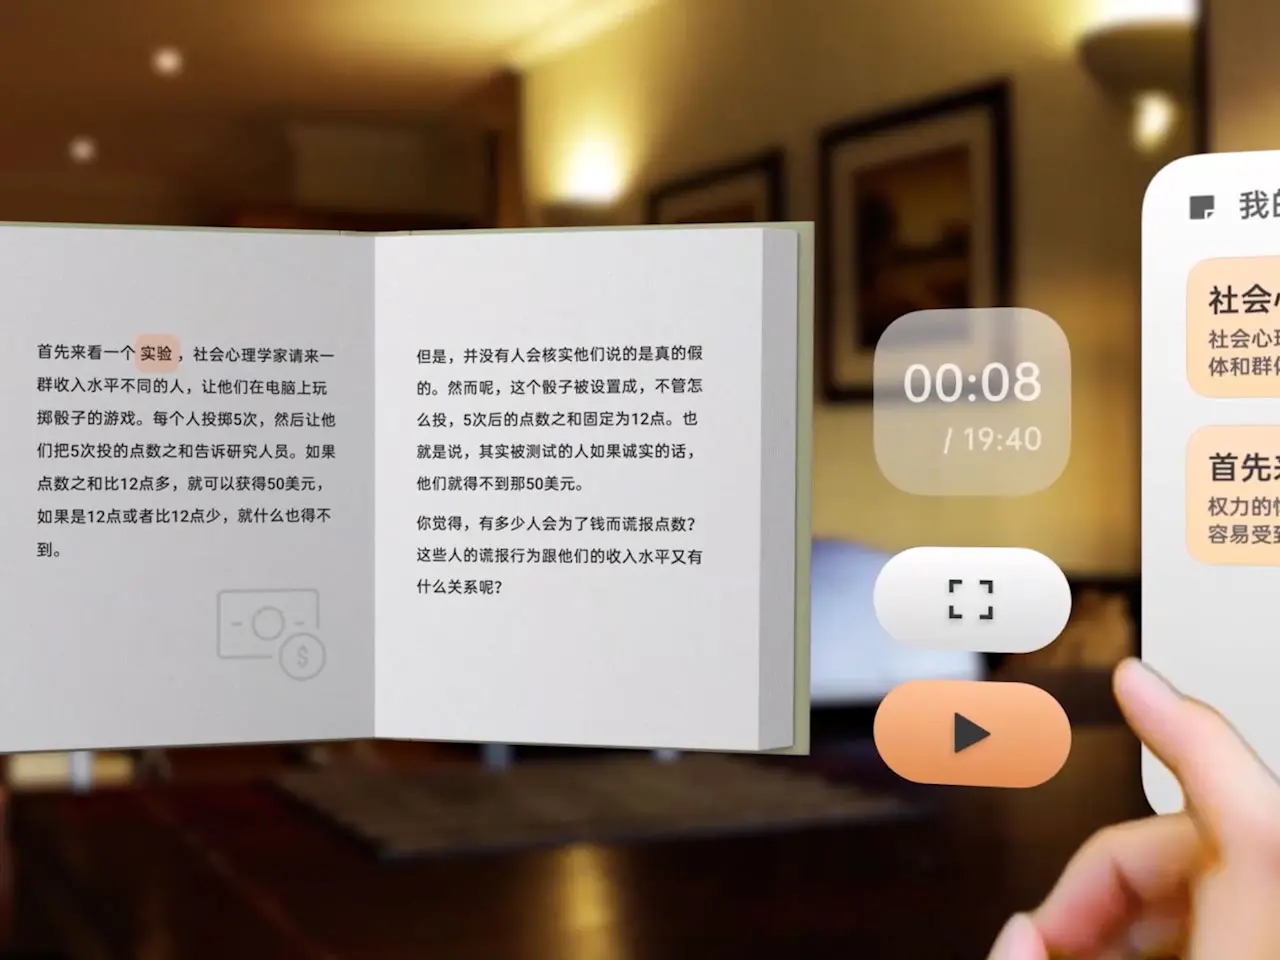 首先来看一个实验，社会心理学家请来一
群收入水平不同的人，让他们在电脑上玩
掷骰子的游戏。每个人投掷5次，然后让他
们把5次投的点数之和告诉研究人员。如果
点数之和比12点多，就可以获得50美元，
如果是12点或者比12点少，就什么也得不
到。
但是，并没有人会核实他们说的是真的假
的。然而呢，这个骰子被设置成，不管怎
么投，5次后的点数之和固定为12点。也
就是说，其实被测试的人如果诚实的话，
他们就得不到那50美元。
你觉得，有多少人会为了钱而谎报点数？
这些人的谎报行为跟他们的收入水平又有
什么关系呢？
$
00:08
/ 19:40
我的
社会心
社会心理
体和群体
首先来
权力的
容易受到